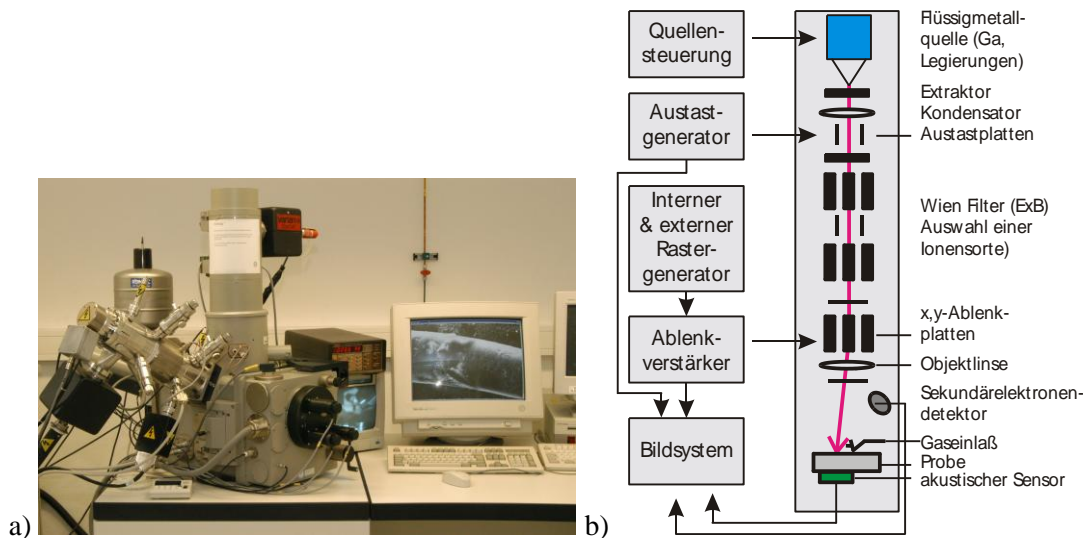 a)
b)
Quellen-
steuerung
Austast-
generator
Interner
& externer
Raster-
generator
Ablenk-
verstärker
Bildsystem
Flüssigmetall-
quelle (Ga,
Legierungen)
Extraktor
Kondensator
Austastplatten
Wien Filter (ExB)
Auswahl einer
Ionensorte)
x,y-Ablenk-
platten
Objektlinse
Sekundärelektronen-
detektor
Gaseinlaß
Probe
akustischer Sensor